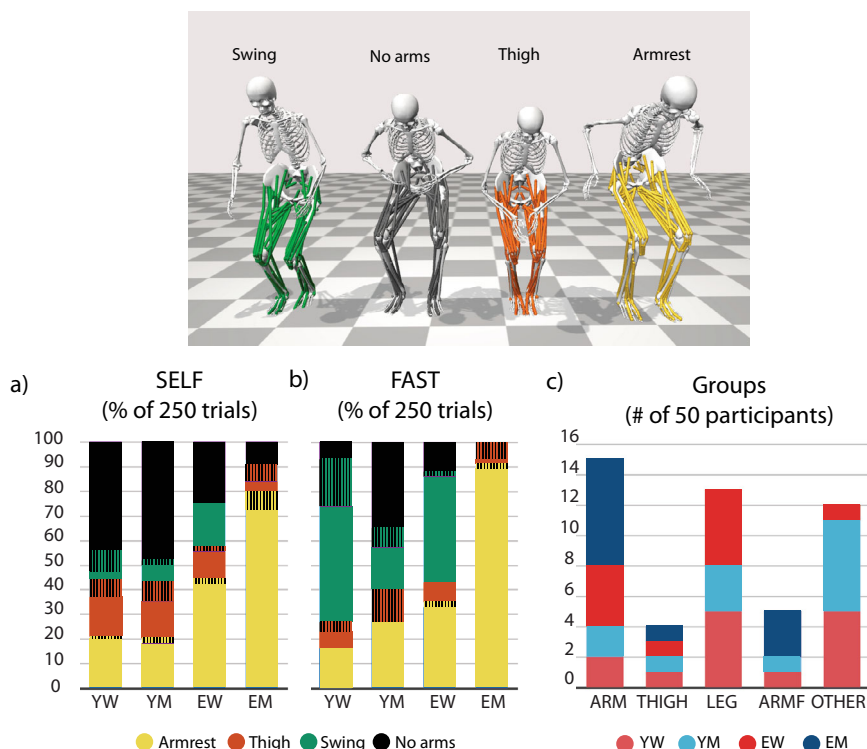 Swing No arms Thigh Armrest
a) SELF
(% of 250 trials)
100
90
80
70
60
50
40
30
20
10
0
YW YM EW EM
b) FAST
(% of 250 trials)
YW YM EW EM
Armrest Thigh Swing No arms
c) Groups
(# of 50 participants)
16
14
12
10
8
6
4
2
0
ARM THIGH LEG ARMF OTHER
YW YM EW EM